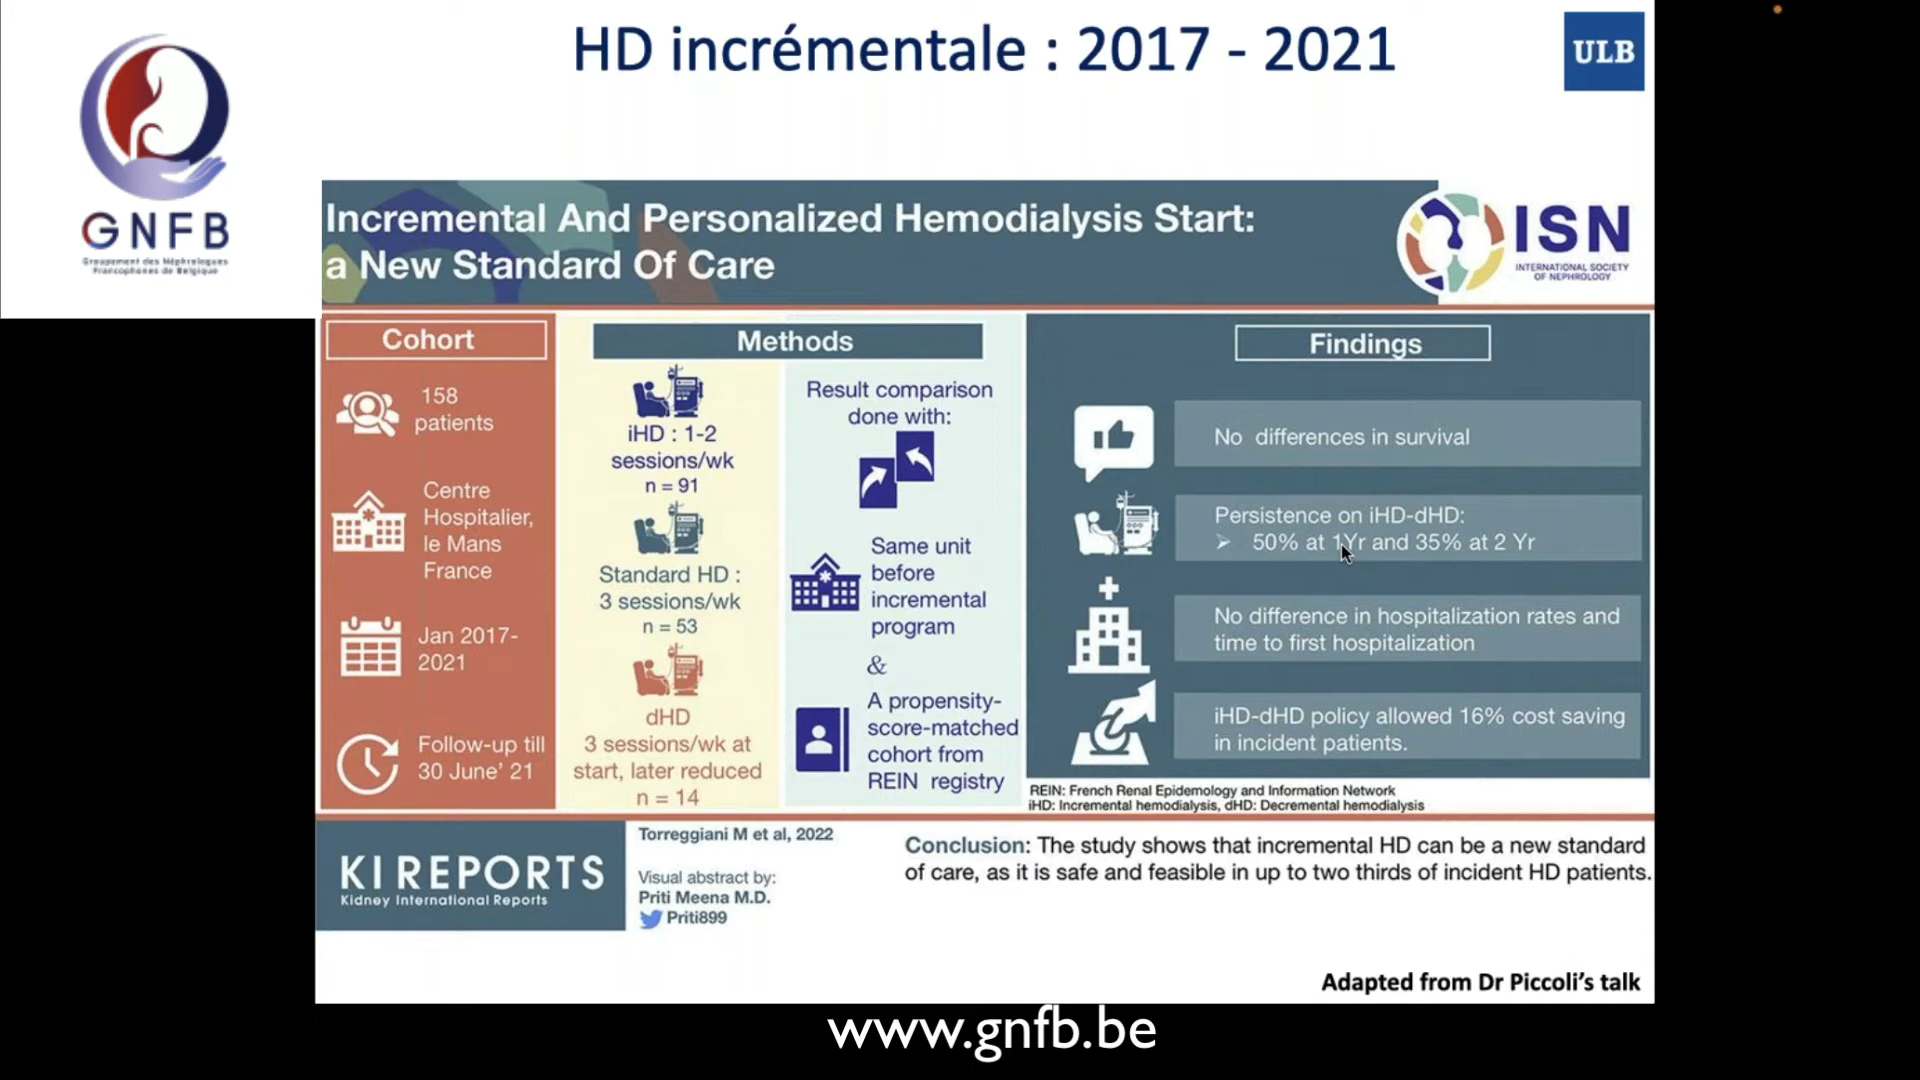 HD incrémentale : 2017 - 2021
ULB
GNFB
Groupement des Néphrologues
Francophones de Belgique
Incremental And Personalized Hemodialysis Start:
a New Standard Of Care
ISN
INTERNATIONAL SOCIETY
OF NEPHROLOGY
Cohort
158
patients
Centre
Hospitalier,
le Mans
France
Jan 2017-
2021
Follow-up till
30 June' 21
Methods
iHD : 1-2
sessions/wk
n = 91
Standard HD :
3 sessions/wk
n = 53
dHD
3 sessions/wk at
start, later reduced
n = 14
Result comparison
done with:
Same unit
before
incremental
program
&
A propensity-
score-matched
cohort from
REIN registry
Findings
No differences in survival
Persistence on iHD-dHD:
➢ 50% at 1Yr and 35% at 2 Yr
No difference in hospitalization rates and
time to first hospitalization
iHD-dHD policy allowed 16% cost saving
in incident patients.
REIN: French Renal Epidemiology and Information Network
iHD: Incremental hemodialysis, dHD: Decremental hemodialysis
KI REPORTS
Kidney International Reports
Torreggiani M et al, 2022
Visual abstract by:
Priti Meena M.D.
Priti899
Conclusion: The study shows that incremental HD can be a new standard
of care, as it is safe and feasible in up to two thirds of incident HD patients.
Adapted from Dr Piccoli's talk
www.gnfb.be